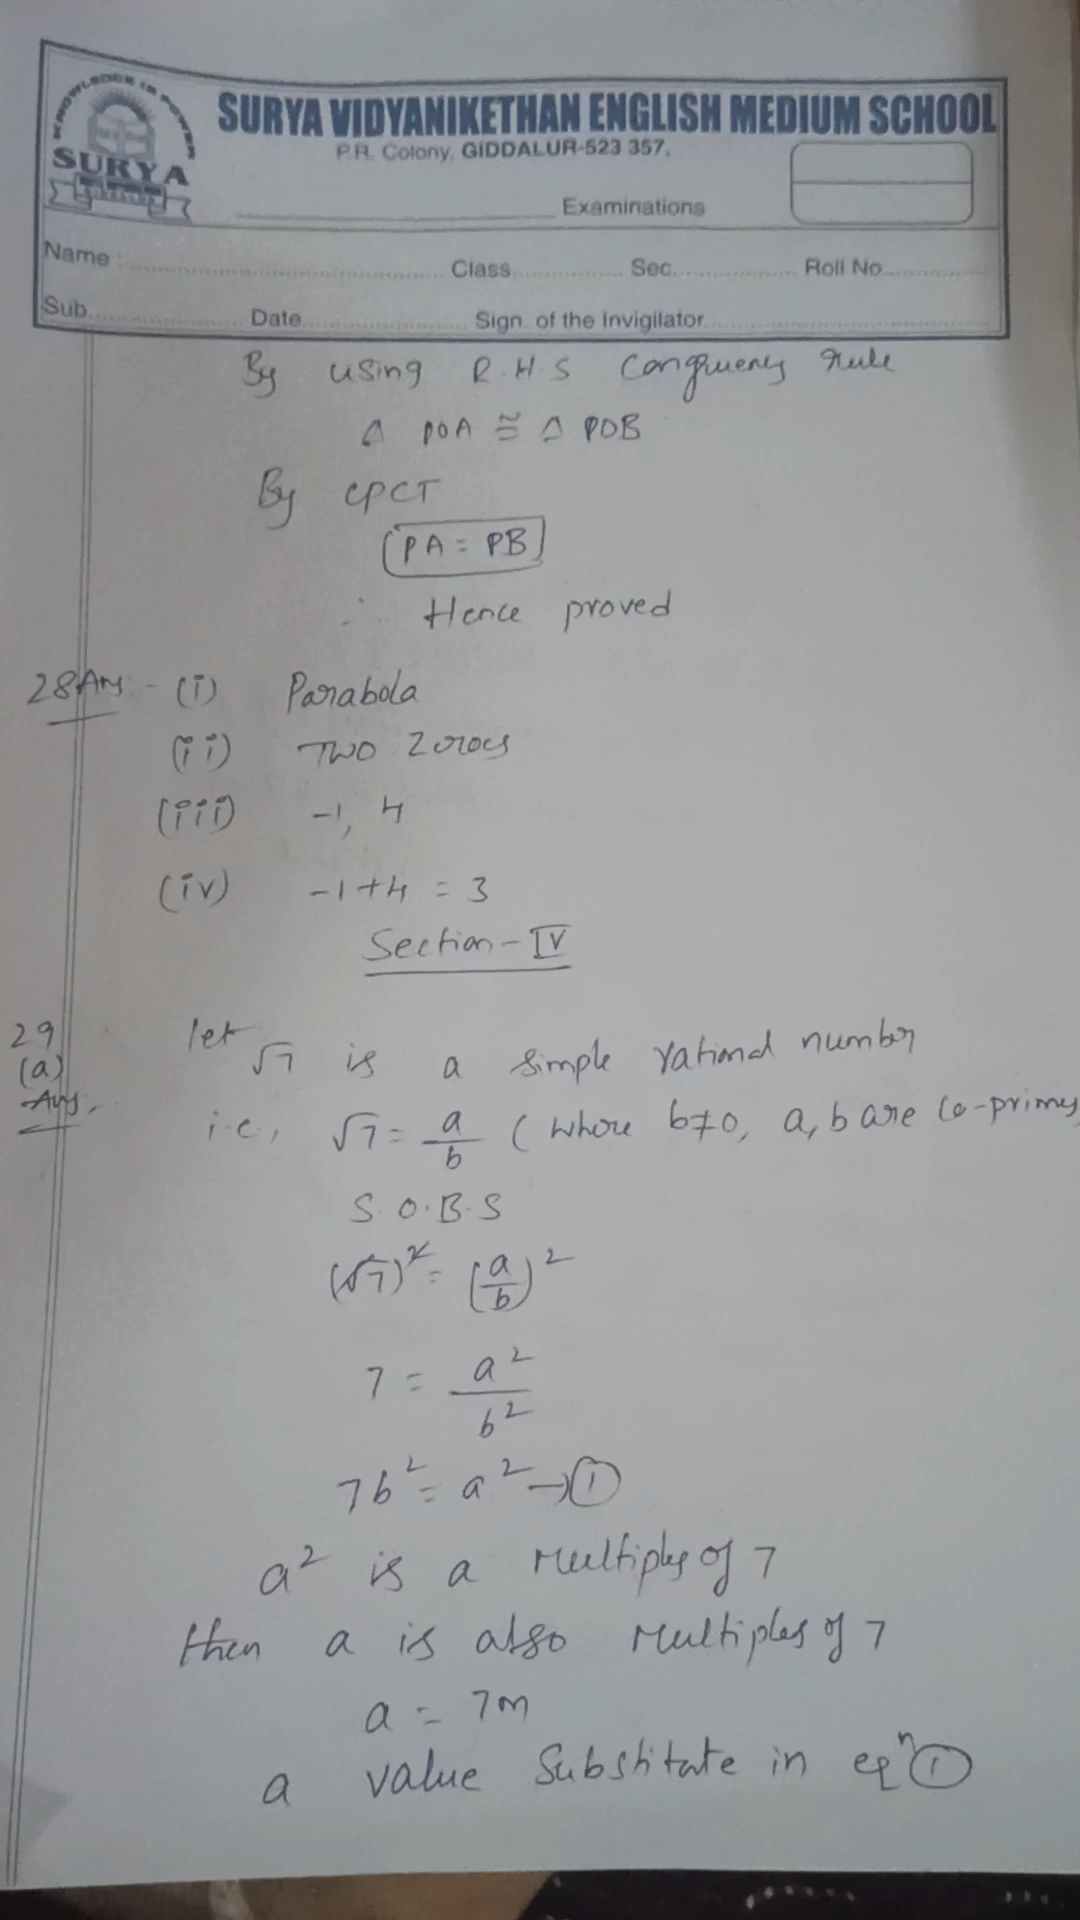 KNOWLEDGE IS POWER
SURYA
SURYA VIDYANIKETHAN ENGLISH MEDIUM SCHOOL
P.R. Colony, GIDDALUR-523 357.
Examinations
Name : Class Sec. Roll No.
Sub. Date Sign. of the Invigilator
By using R.H.S Congruency rule
△ POA ≅ △ POB
By CPCT
PA = PB
∴ Hence proved
28 Ans - (i) Parabola
(ii) Two Zeroes
(iii) -1, 4
(iv) -1+4 = 3
Section - IV
29 (a) Ans. let √7 is a simple rational number
i.e., √7 = a/b (where b≠0, a, b are co-primes
S.O.B.S
(√7)² = (a/b)²
7 = a²/b²
7b² = a² → ①
a² is a multiples of 7
then a is also multiples of 7
a = 7m
a value Substitate in eqⁿ ①